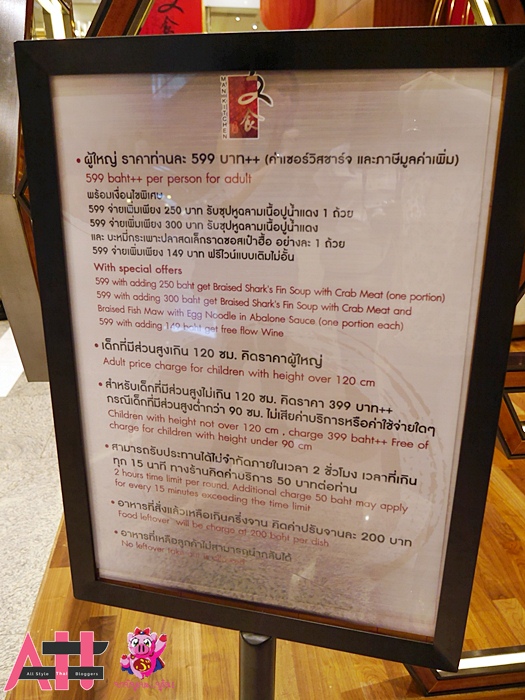 文食
MAN KITCHEN
文食
• ผู้ใหญ่ ราคาท่านละ 599 บาท++ (ค่าเซอร์วิสชาร์จ และภาษีมูลค่าเพิ่ม)
599 baht++ per person for adult
พร้อมเงื่อนไขพิเศษ
599 จ่ายเพิ่มเพียง 250 บาท รับซุปหูฉลามเนื้อปูน้ำแดง 1 ถ้วย
599 จ่ายเพิ่มเพียง 300 บาท รับซุปหูฉลามเนื้อปูน้ำแดง
และ บะหมี่กระเพาะปลาสดเล็กราดซอสเป๋าฮื้อ อย่างละ 1 ถ้วย
599 จ่ายเพิ่มเพียง 149 บาท ฟรีไวน์แบบเติมไม่อั้น
With special offers
599 with adding 250 baht get Braised Shark's Fin Soup with Crab Meat (one portion)
599 with adding 300 baht get Braised Shark's Fin Soup with Crab Meat and
Braised Fish Maw with Egg Noodle in Abalone Sauce (one portion each)
599 with adding 149 baht get free flow Wine
• เด็กที่มีส่วนสูงเกิน 120 ซม. คิดราคาผู้ใหญ่
Adult price charge for children with height over 120 cm
• สำหรับเด็กที่มีส่วนสูงไม่เกิน 120 ซม. คิดราคา 399 บาท++
กรณีเด็กที่มีส่วนสูงต่ำกว่า 90 ซม. ไม่เสียค่าบริการหรือค่าใช้จ่ายใดๆ
Children with height not over 120 cm , charge 399 baht++ Free of
charge for children with height under 90 cm
• สามารถรับประทานได้ไม่จำกัดภายในเวลา 2 ชั่วโมง เวลาที่เกิน
ทุก 15 นาที ทางร้านคิดค่าบริการ 50 บาทต่อท่าน
2 hours time limit per round. Additional charge 50 baht may apply
for every 15 minutes exceeding the time limit
• อาหารที่สั่งแล้วเหลือเกินครึ่งจาน คิดค่าปรับจานละ 200 บาท
Food leftover will be charge at 200 baht per dish
• อาหารที่เหลือลูกค้าไม่สามารถนำกลับได้
No leftover
All Style Thai Bloggers